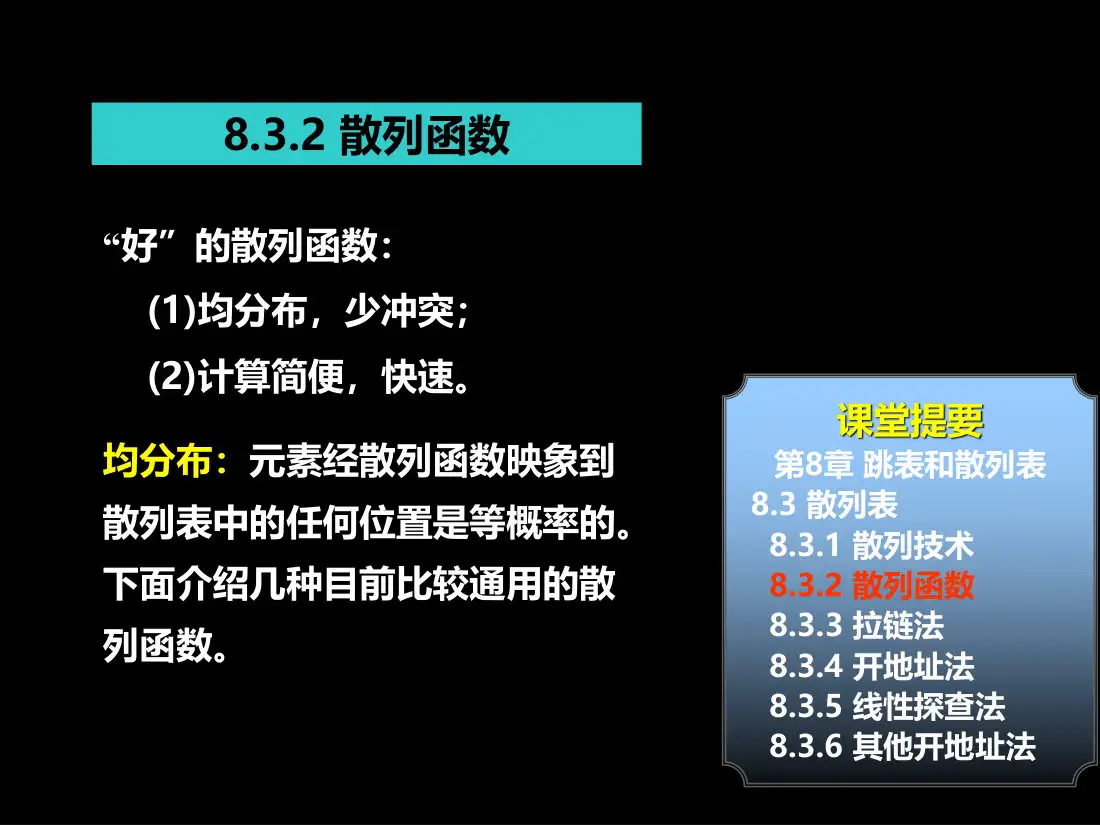 8.3.2 散列函数
“好”的散列函数：
(1)均分布，少冲突；
(2)计算简便，快速。
均分布：元素经散列函数映象到
散列表中的任何位置是等概率的。
下面介绍几种目前比较通用的散
列函数。
课堂提要
第8章 跳表和散列表
8.3 散列表
8.3.1 散列技术
8.3.2 散列函数
8.3.3 拉链法
8.3.4 开地址法
8.3.5 线性探查法
8.3.6 其他开地址法